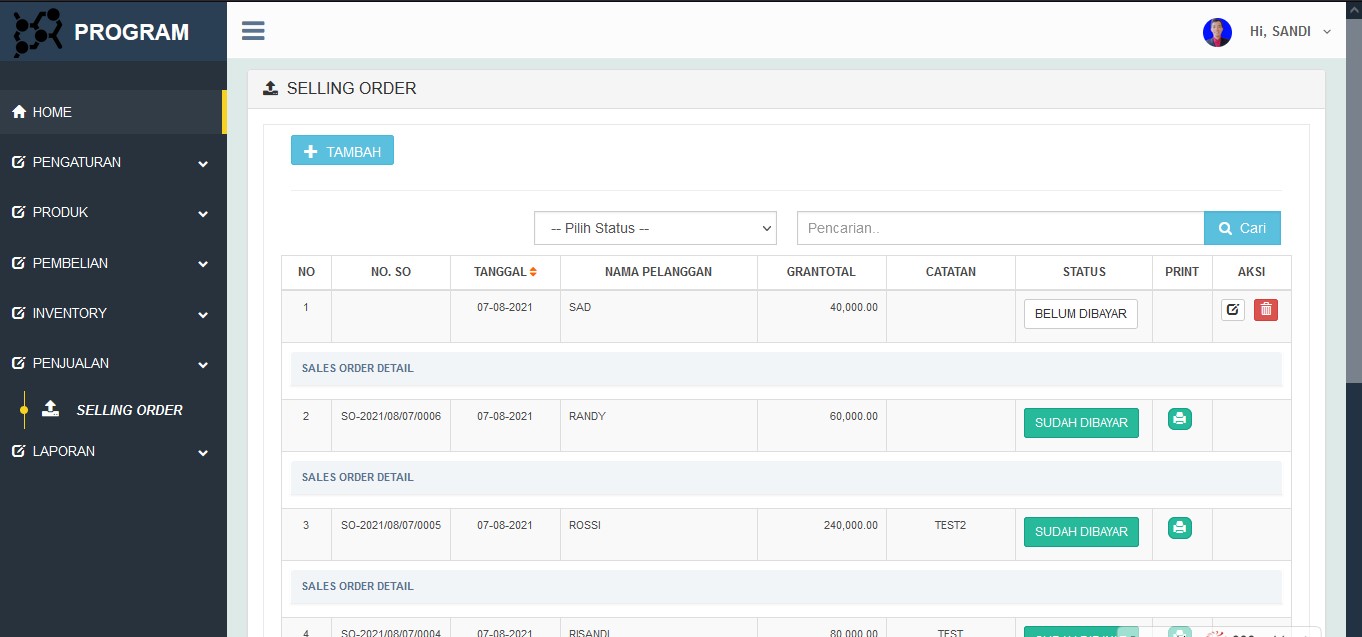 PROGRAM
Hi, SANDI
HOME
PENGATURAN
PRODUK
PEMBELIAN
INVENTORY
PENJUALAN
SELLING ORDER
LAPORAN
SELLING ORDER
TAMBAH
-- Pilih Status --
Pencarian..
Cari
NO NO. SO TANGGAL NAMA PELANGGAN GRANTOTAL CATATAN STATUS PRINT AKSI
1 07-08-2021 SAD 40,000.00 BELUM DIBAYAR
SALES ORDER DETAIL
2 SO-2021/08/07/0006 07-08-2021 RANDY 60,000.00 SUDAH DIBAYAR
SALES ORDER DETAIL
3 SO-2021/08/07/0005 07-08-2021 ROSSI 240,000.00 TEST2 SUDAH DIBAYAR
SALES ORDER DETAIL
4 SO-2021/08/07/0004 07-08-2021 RISANDI 80,000.00 TEST